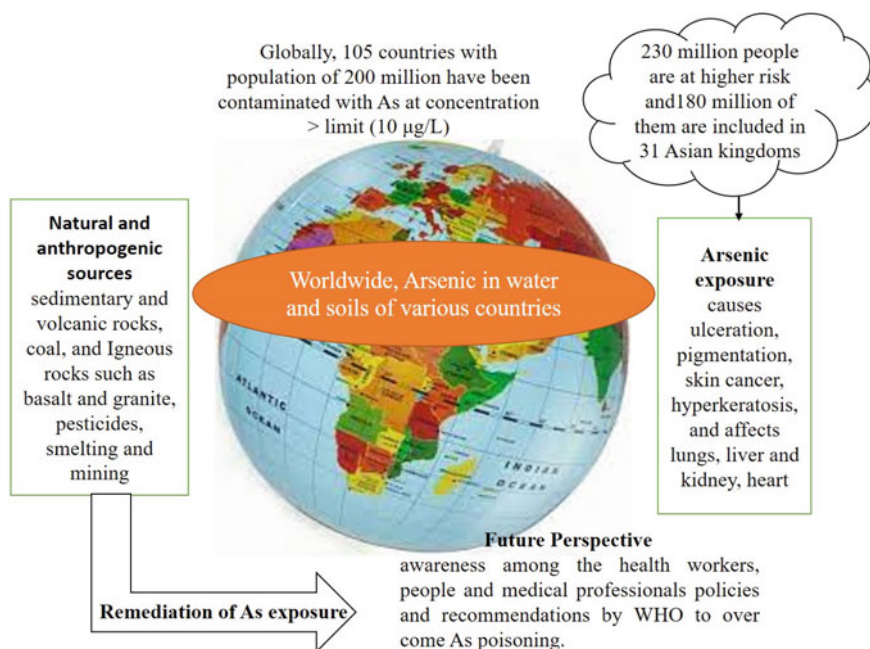 Globally, 105 countries with
population of 200 million have been
contaminated with As at concentration
> limit (10 μg/L)
230 million people
are at higher risk
and180 million of
them are included in
31 Asian kingdoms
Natural and
anthropogenic
sources
sedimentary and
volcanic rocks,
coal, and Igneous
rocks such as
basalt and granite,
pesticides,
smelting and
mining
Worldwide, Arsenic in water
and soils of various countries
Arsenic
exposure
causes
ulceration,
pigmentation,
skin cancer,
hyperkeratosis,
and affects
lungs, liver and
kidney, heart
ATLANTIC
OCEAN
INDIAN
OCEAN
Future Perspective
awareness among the health workers,
people and medical professionals policies
and recommendations by WHO to over
come As poisoning.
Remediation of As exposure